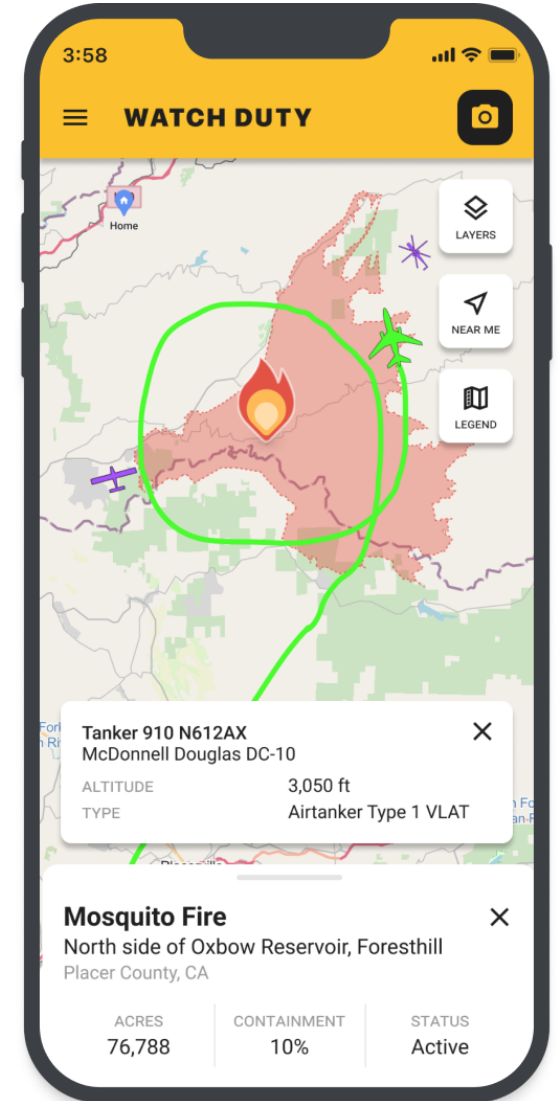 3:58
WATCH DUTY
Home
LAYERS
NEAR ME
LEGEND
Tanker 910 N612AX
McDonnell Douglas DC-10
ALTITUDE 3,050 ft
TYPE Airtanker Type 1 VLAT
Mosquito Fire
North side of Oxbow Reservoir, Foresthill
Placer County, CA
ACRES CONTAINMENT STATUS
76,788 10% Active